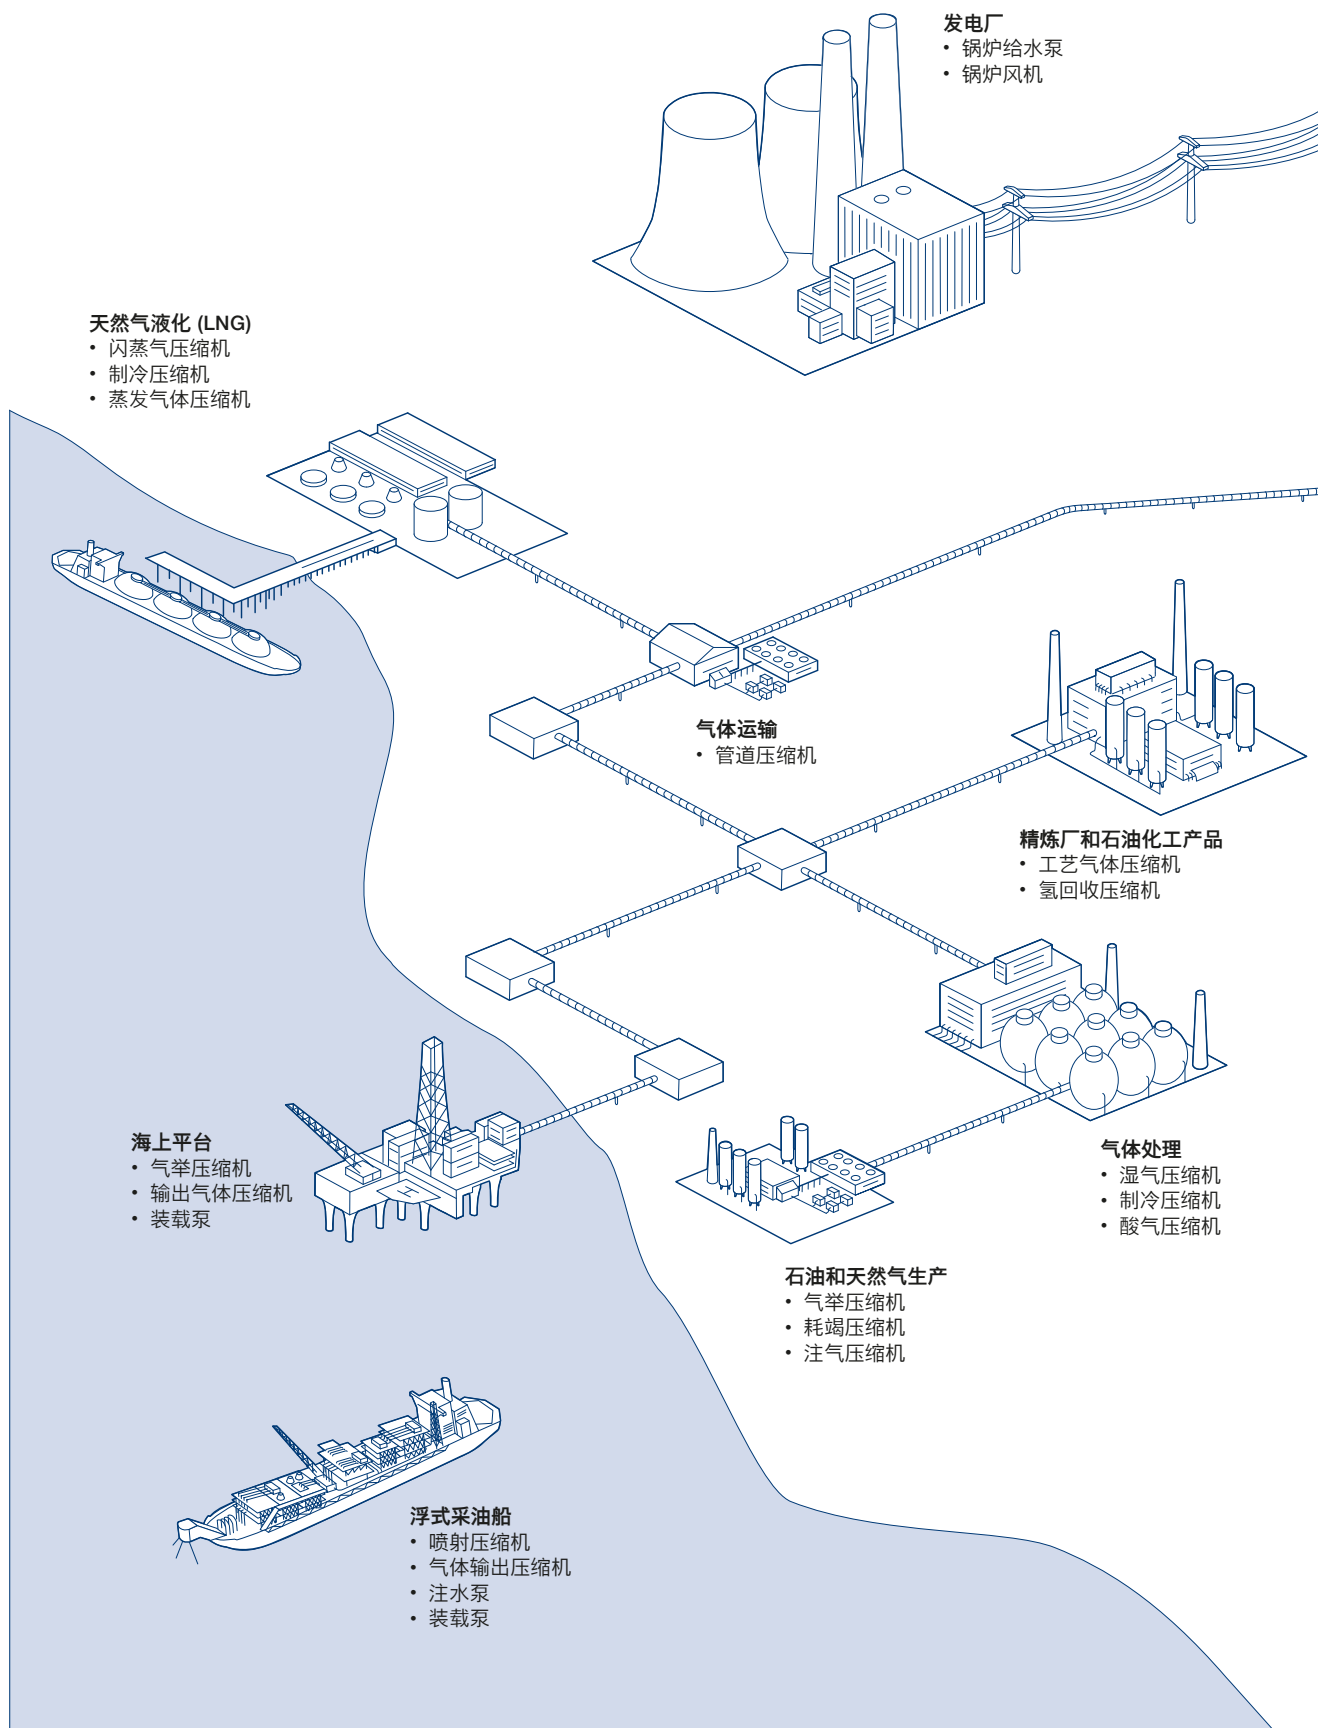 发电厂
• 锅炉给水泵
• 锅炉风机
天然气液化 (LNG)
• 闪蒸气压缩机
• 制冷压缩机
• 蒸发气体压缩机
气体运输
• 管道压缩机
精炼厂和石油化工产品
• 工艺气体压缩机
• 氢回收压缩机
海上平台
• 气举压缩机
• 输出气体压缩机
• 装载泵
气体处理
• 湿气压缩机
• 制冷压缩机
• 酸气压缩机
石油和天然气生产
• 气举压缩机
• 耗竭压缩机
• 注气压缩机
浮式采油船
• 喷射压缩机
• 气体输出压缩机
• 注水泵
• 装载泵